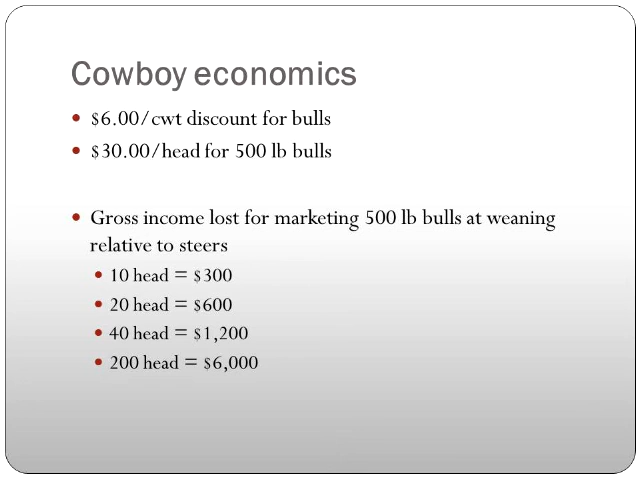 Cowboy economics
• $6.00/cwt discount for bulls
• $30.00/head for 500 lb bulls
• Gross income lost for marketing 500 lb bulls at weaning
relative to steers
• 10 head = $300
• 20 head = $600
• 40 head = $1,200
• 200 head = $6,000